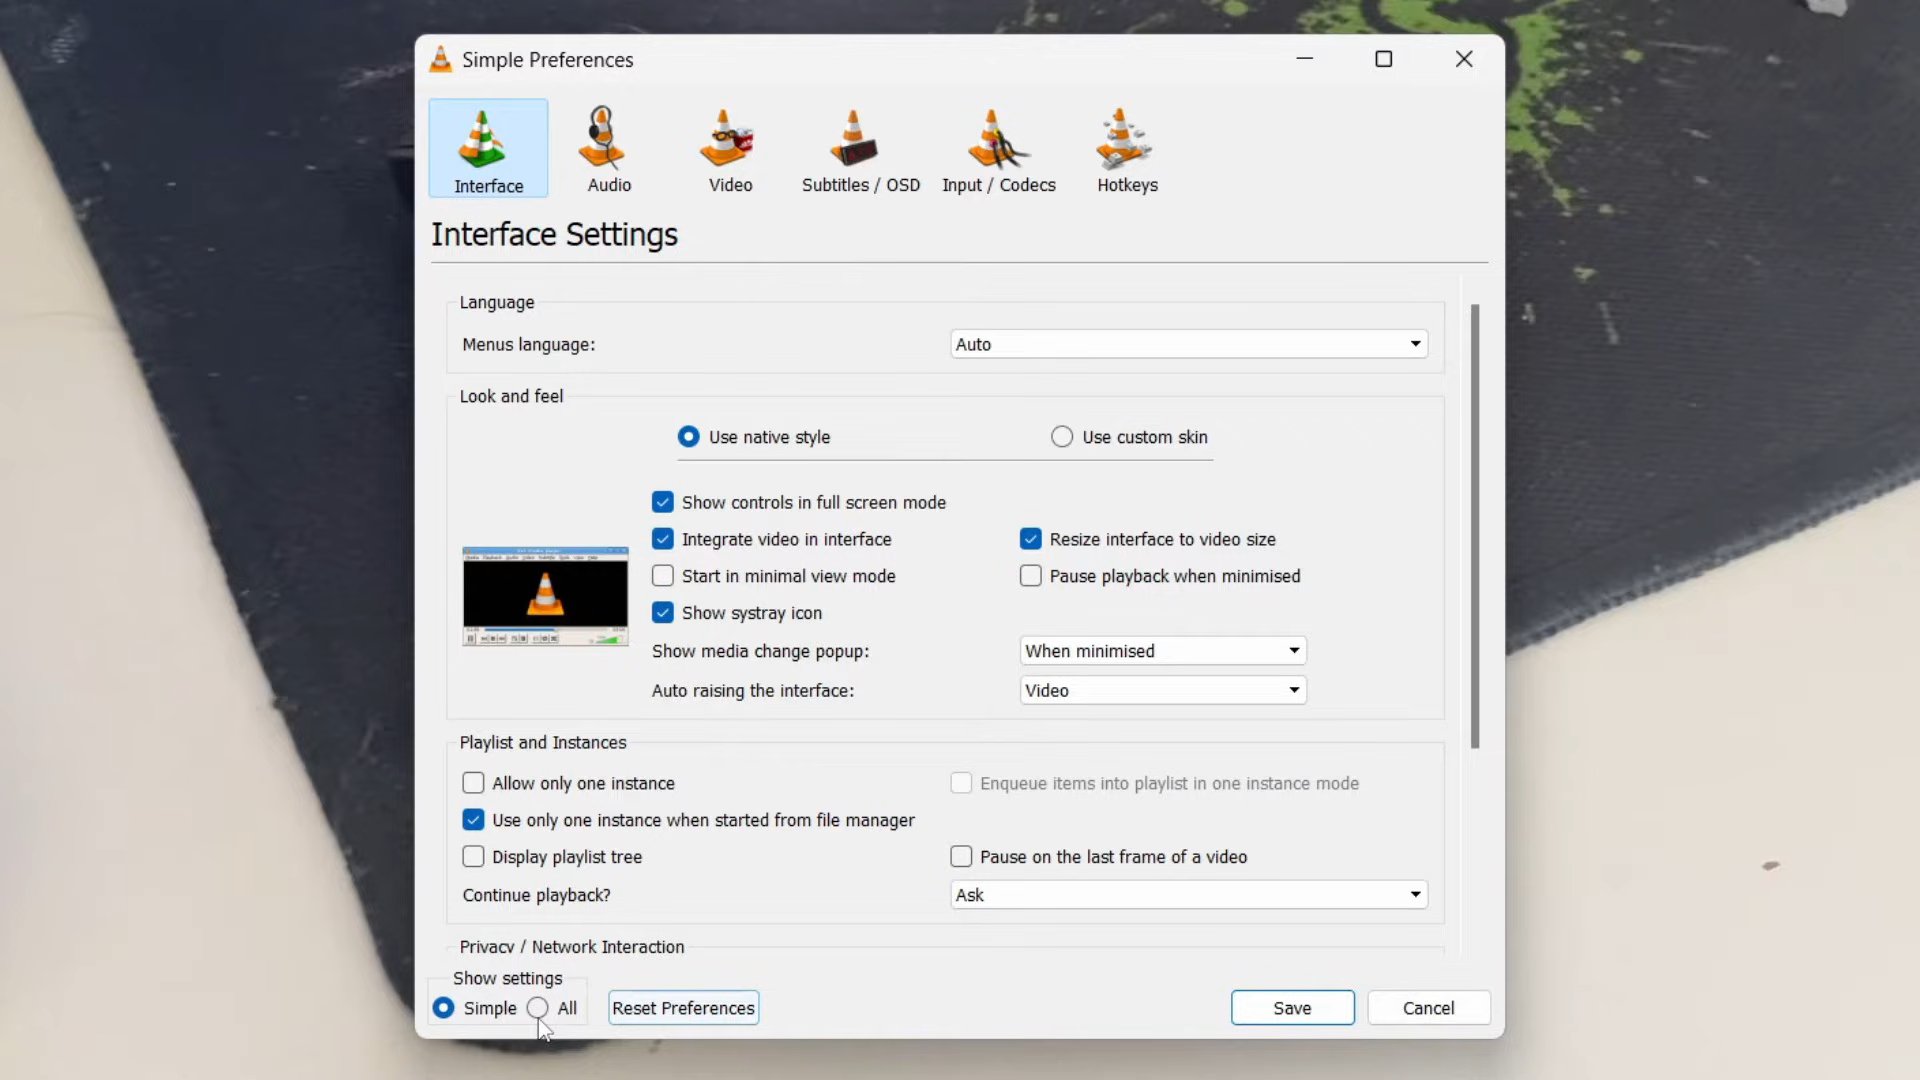 Simple Preferences
Interface
Audio
Video
Subtitles / OSD
Input / Codecs
Hotkeys
Interface Settings
Language
Menus language:
Auto
Look and feel
Use native style
Use custom skin
Show controls in full screen mode
Integrate video in interface
Resize interface to video size
Start in minimal view mode
Pause playback when minimised
Show systray icon
Show media change popup:
When minimised
Auto raising the interface:
Video
Playlist and Instances
Allow only one instance
Enqueue items into playlist in one instance mode
Use only one instance when started from file manager
Display playlist tree
Pause on the last frame of a video
Continue playback?
Ask
Privacy / Network Interaction
Show settings
Simple
All
Reset Preferences
Save
Cancel